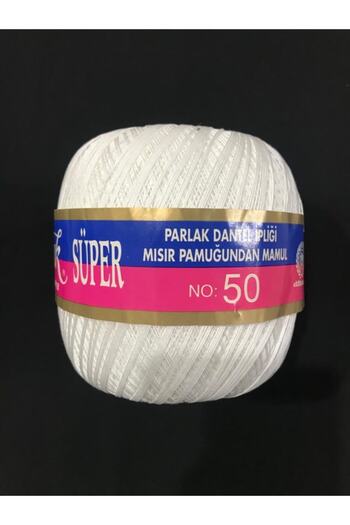 SÜPER
PARLAK DANTEL İPLİĞİ
MISIR PAMUĞUNDAN MAMUL
NO: 50